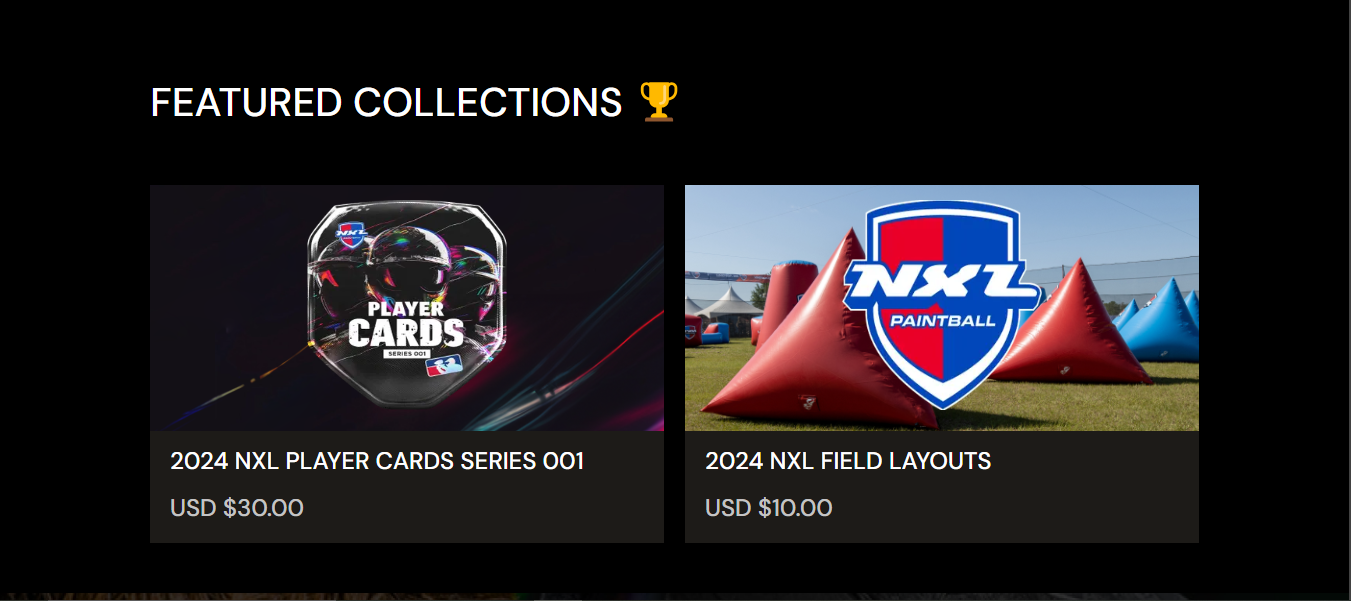 FEATURED COLLECTIONS 🏆
NXL
PLAYER
CARDS
SERIES 001
2024 NXL PLAYER CARDS SERIES 001
USD $30.00
NXL
PAINTBALL
2024 NXL FIELD LAYOUTS
USD $10.00